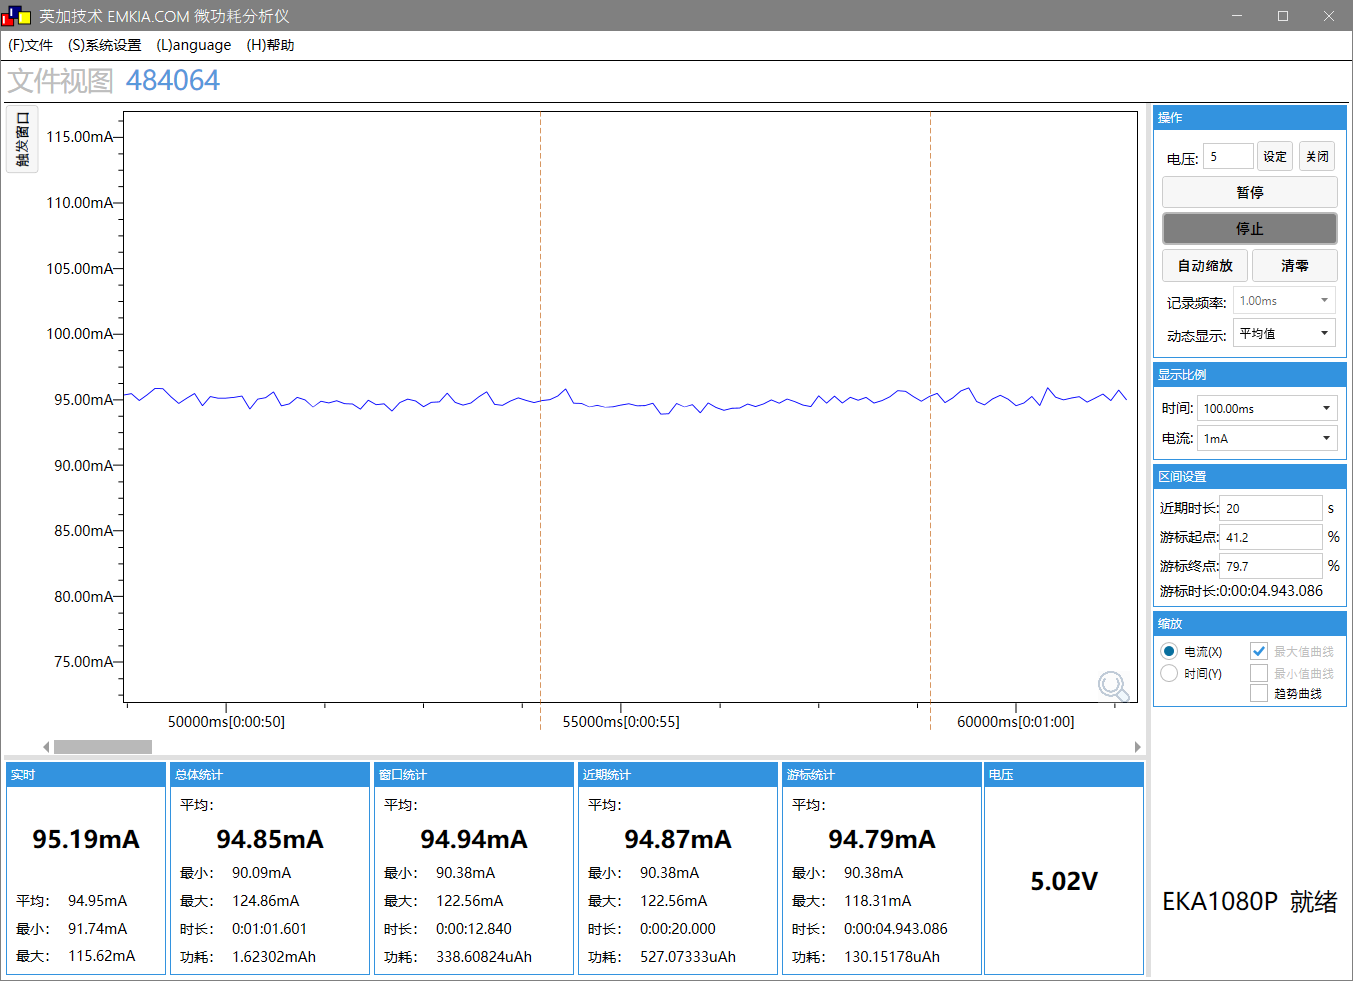 英加技术 EMKIA.COM 微功耗分析仪
(F)文件 (S)系统设置 (L)anguage (H)帮助
文件视图 484064
触发窗口
115.00mA
110.00mA
105.00mA
100.00mA
95.00mA
90.00mA
85.00mA
80.00mA
75.00mA
50000ms[0:00:50] 55000ms[0:00:55] 60000ms[0:01:00]
操作
电压: 5 设定 关闭
暂停
停止
自动缩放 清零
记录频率: 1.00ms
动态显示: 平均值
显示比例
时间: 100.00ms
电流: 1mA
区间设置
近期时长: 20 s
游标起点: 41.2 %
游标终点: 79.7 %
游标时长:0:00:04.943.086
缩放
电流(X) 最大值曲线
时间(Y) 最小值曲线
趋势曲线
实时
95.19mA
平均: 94.95mA
最小: 91.74mA
最大: 115.62mA
总体统计
平均:
94.85mA
最小: 90.09mA
最大: 124.86mA
时长: 0:01:01.601
功耗: 1.62302mAh
窗口统计
平均:
94.94mA
最小: 90.38mA
最大: 122.56mA
时长: 0:00:12.840
功耗: 338.60824uAh
近期统计
平均:
94.87mA
最小: 90.38mA
最大: 122.56mA
时长: 0:00:20.000
功耗: 527.07333uAh
游标统计
平均:
94.79mA
最小: 90.38mA
最大: 118.31mA
时长: 0:00:04.943.086
功耗: 130.15178uAh
电压
5.02V
EKA1080P 就绪